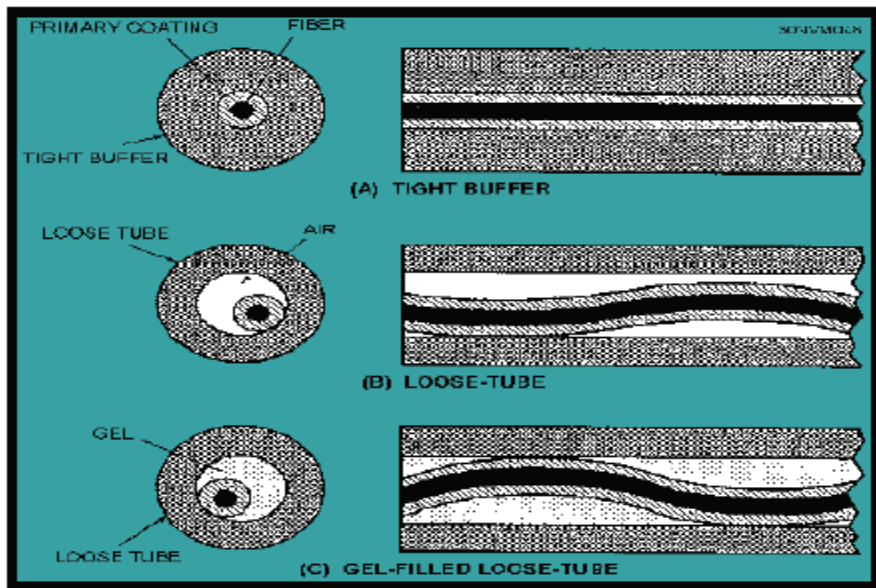 PRIMARY COATING
FIBER
TIGHT BUFFER
(A) TIGHT BUFFER
LOOSE TUBE
AIR
(B) LOOSE-TUBE
GEL
LOOSE TUBE
(C) GEL-FILLED LOOSE-TUBE